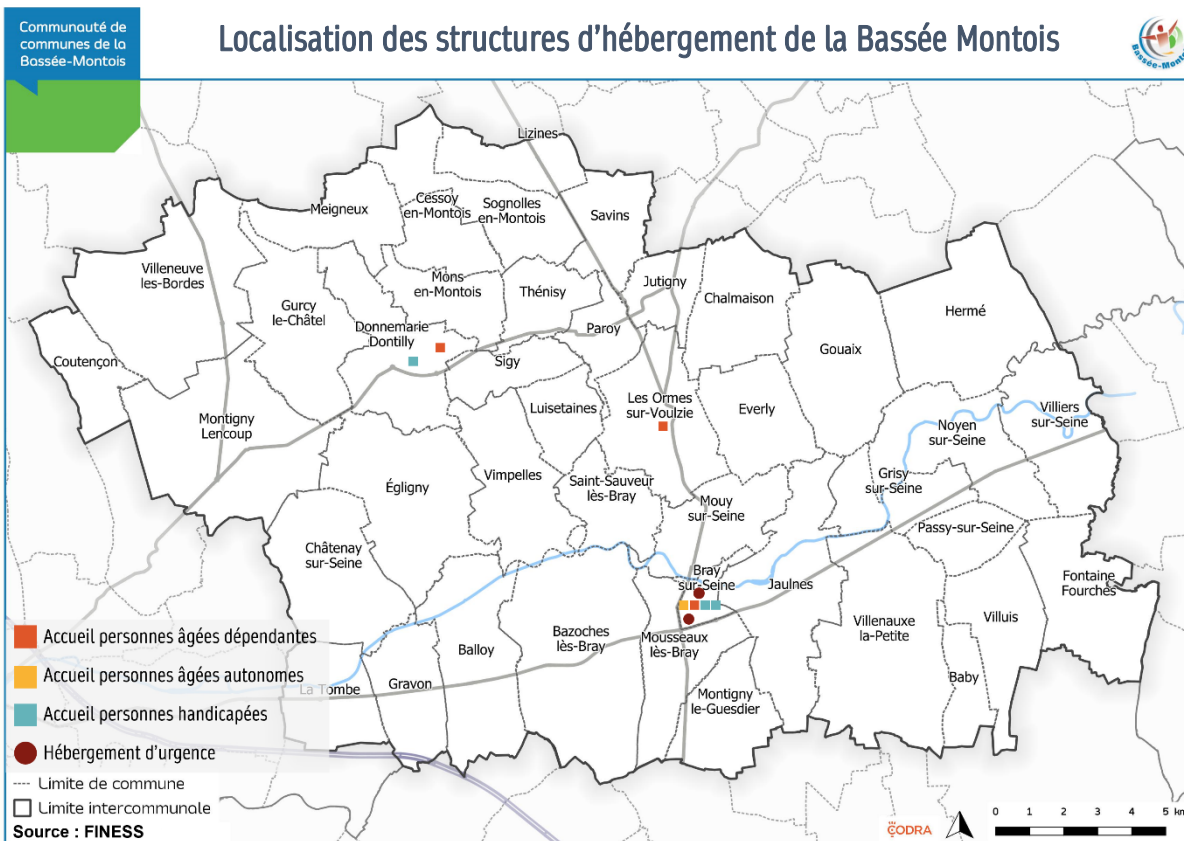 Communauté de
communes de la
Bassée-Montois
Localisation des structures d'hébergement de la Bassée Montois
Bassée-Montois
Lizines
Meigneux
Cessoy
en-Montois
Sognolles
en-Montois
Savins
Villeneuve
les-Bordes
Gurcy
le-Châtel
Mons
en-Montois
Thénisy
Jutigny
Chalmaison
Hermé
Donnemarie
Dontilly
Paroy
Gouaix
Coutençon
Sigy
Luisetaines
Les Ormes
sur-Voulzie
Everly
Villiers
sur-Seine
Montigny
Lencoup
Noyen
sur-Seine
Égligny
Vimpelles
Saint-Sauveur
lès-Bray
Grisy
sur-Seine
Mouy
sur-Seine
Passy-sur-Seine
Châtenay
sur-Seine
Bray
sur-Seine
Jaulnes
Fontaine
Fourches
Bazoches
lès-Bray
Mousseaux
lès-Bray
Villenauxe
la-Petite
Villuis
Balloy
Gravon
La Tombe
Montigny
le-Guesdier
Baby
Accueil personnes âgées dépendantes
Accueil personnes âgées autonomes
Accueil personnes handicapées
Hébergement d'urgence
Limite de commune
Limite intercommunale
Source : FINESS
CODRA
0 1 2 3 4 5 km